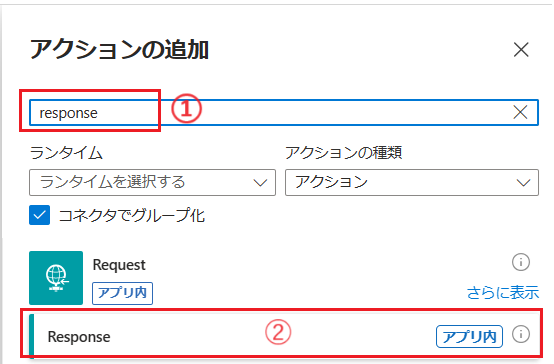 アクションの追加
response ①
ランタイム アクションの種類
ランタイムを選択する アクション
コネクタでグループ化
Request
アプリ内 さらに表示
Response ② アプリ内